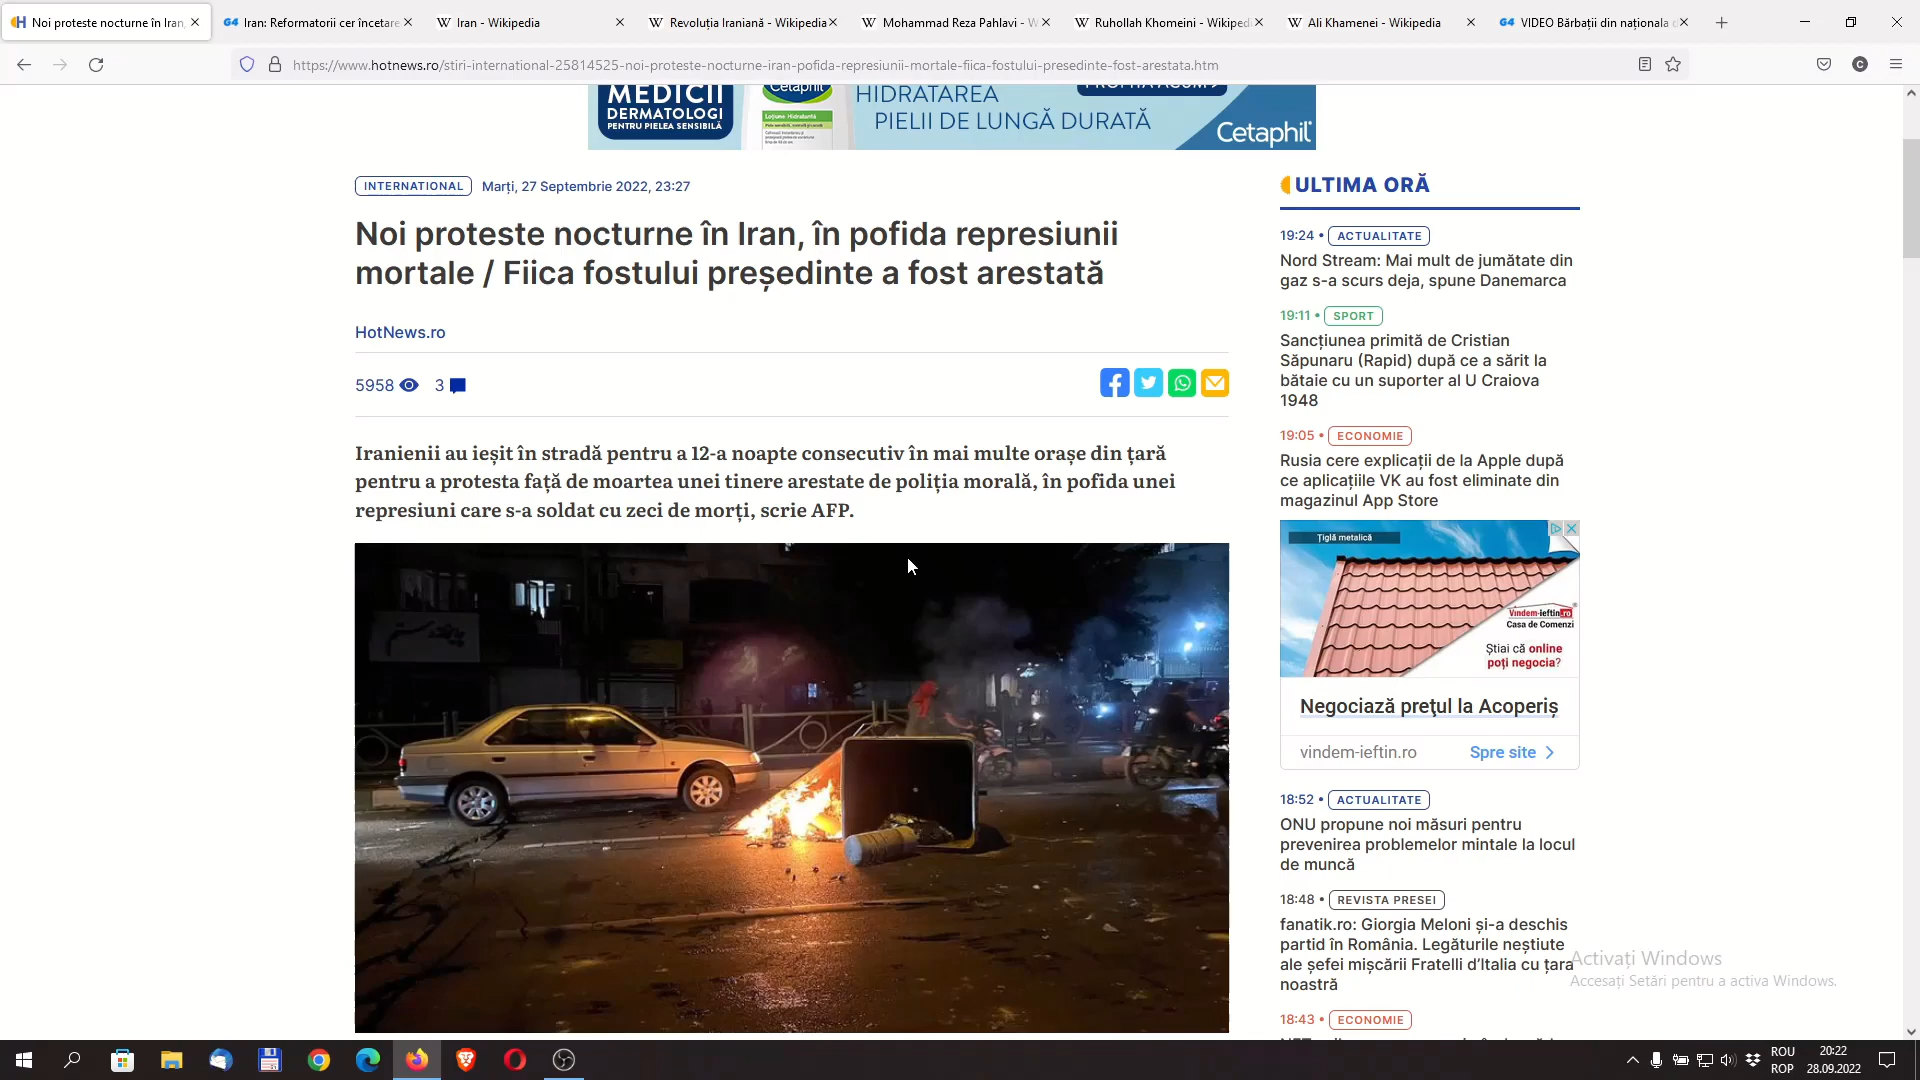 Noi proteste nocturne în Iran,
Iran: Reformatorii cer încetare
Iran - Wikipedia
Revoluția Iraniană - Wikipedia
Mohammad Reza Pahlavi - W
Ruhollah Khomeini - Wikiped
Ali Khamenei - Wikipedia
VIDEO Bărbații din naționala d
https://www.hotnews.ro/stiri-international-25814525-noi-proteste-nocturne-iran-pofida-represiunii-mortale-fiica-fostului-presedinte-fost-arestata.htm
MEDICII
DERMATOLOGI
PENTRU PIELEA SENSIBILĂ
Cetaphil
HIDRATAREA
PIELII DE LUNGĂ DURATĂ
Cetaphil
INTERNATIONAL Marți, 27 Septembrie 2022, 23:27
Noi proteste nocturne în Iran, în pofida represiunii
mortale / Fiica fostului președinte a fost arestată
HotNews.ro
5958 3
Iranienii au ieșit în stradă pentru a 12-a noapte consecutiv în mai multe orașe din țară
pentru a protesta față de moartea unei tinere arestate de poliția morală, în pofida unei
represiuni care s-a soldat cu zeci de morți, scrie AFP.
ULTIMA ORĂ
19:24 • ACTUALITATE
Nord Stream: Mai mult de jumătate din
gaz s-a scurs deja, spune Danemarca
19:11 • SPORT
Sancțiunea primită de Cristian
Săpunaru (Rapid) după ce a sărit la
bătaie cu un suporter al U Craiova
1948
19:05 • ECONOMIE
Rusia cere explicații de la Apple după
ce aplicațiile VK au fost eliminate din
magazinul App Store
Țiglă metalică
Vindem-ieftin.ro
Casa de Comenzi
Știai că online
poți negocia?
Negociază preţul la Acoperiş
vindem-ieftin.ro Spre site
18:52 • ACTUALITATE
ONU propune noi măsuri pentru
prevenirea problemelor mintale la locul
de muncă
18:48 • REVISTA PRESEI
fanatik.ro: Giorgia Meloni și-a deschis
partid în România. Legăturile neștiute
ale șefei mișcării Fratelli d’Italia cu țara
noastră
18:43 • ECONOMIE
Activați Windows
Accesați Setări pentru a activa Windows.
ROU
ROP
20:22
28.09.2022